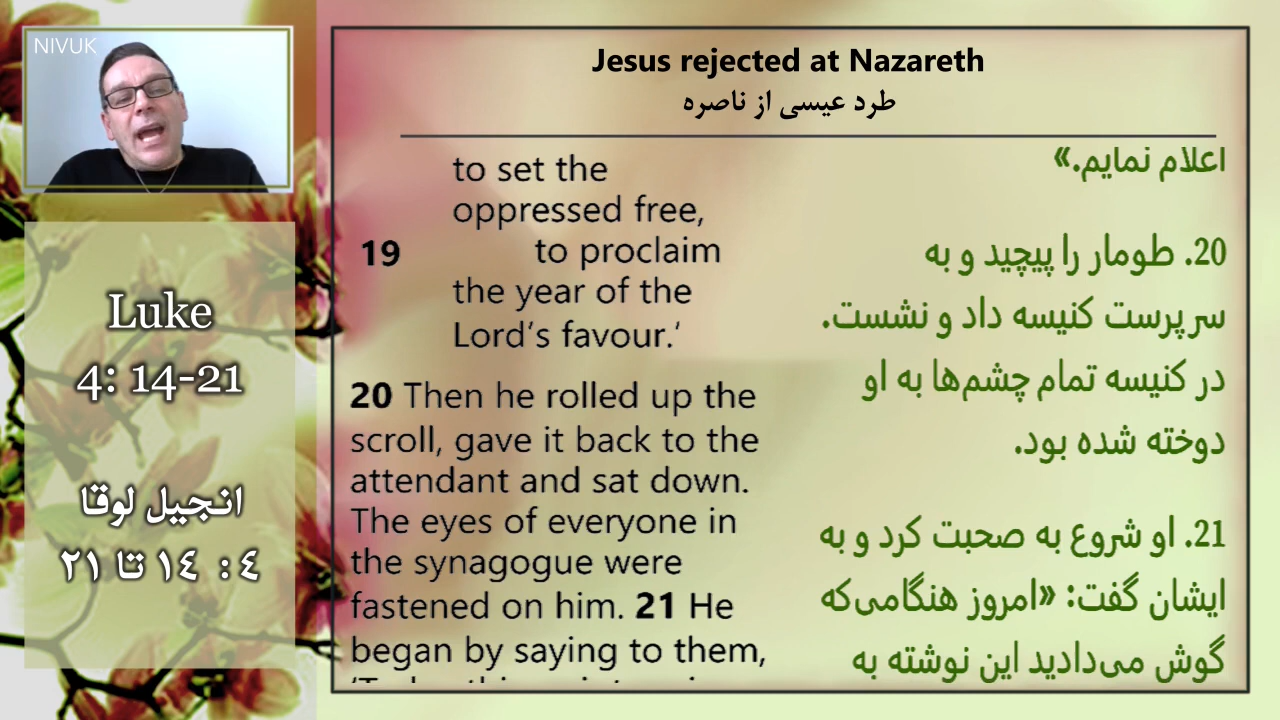 NIVUK
Luke
4: 14-21
انجیل لوقا
٤: ١٤ تا ٢١
Jesus rejected at Nazareth
طرد عیسی از ناصره
to set the
oppressed free,
19 to proclaim
the year of the
Lord’s favour.’
20 Then he rolled up the
scroll, gave it back to the
attendant and sat down.
The eyes of everyone in
the synagogue were
fastened on him. 21 He
began by saying to them,
اعلام نمایم.»
20. طومار را پیچید و به
سرپرست کنیسه داد و نشست.
در کنیسه تمام چشم‌ها به او
دوخته شده بود.
21. او شروع به صحبت کرد و به
ایشان گفت: «امروز هنگامی‌که
گوش می‌دادید این نوشته به